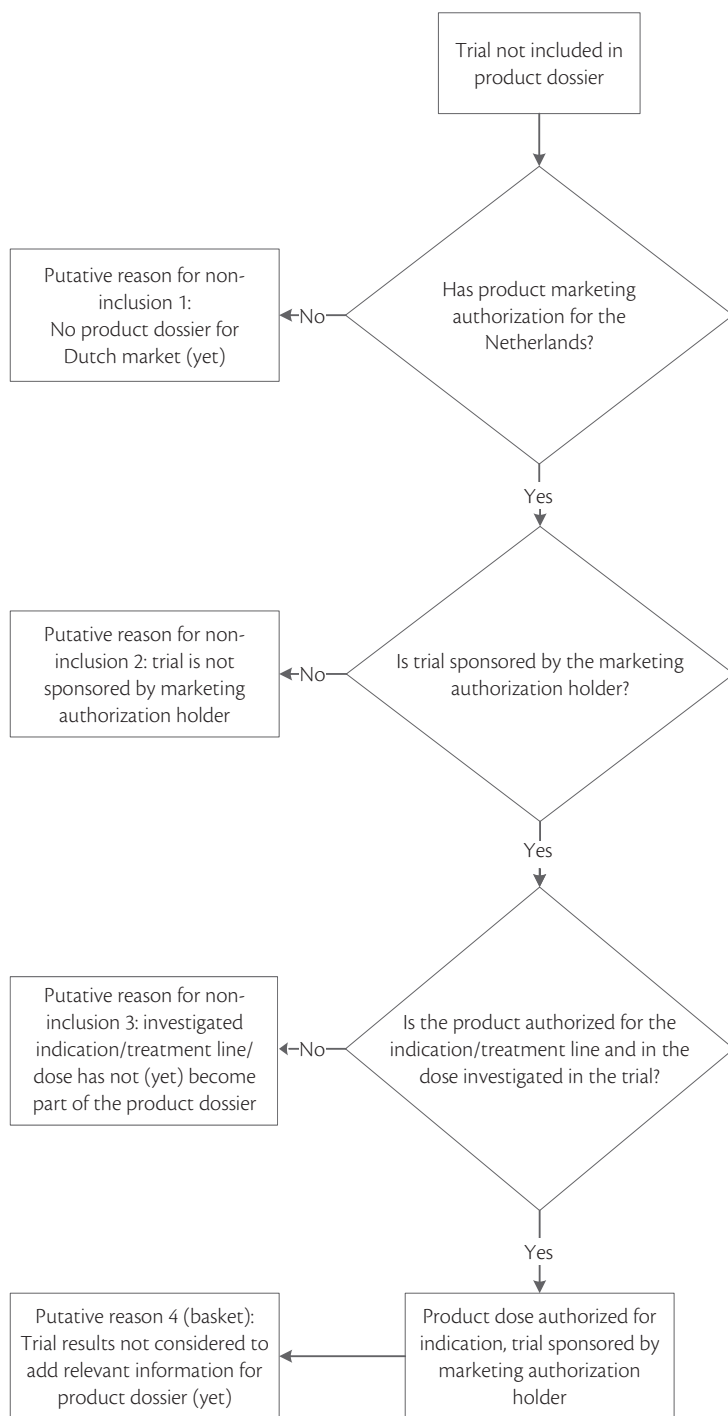 Trial not included in
product dossier
Putative reason for non-
inclusion 1:
No product dossier for
Dutch market (yet)
No
Has product marketing
authorization for the
Netherlands?
Yes
Putative reason for non-
inclusion 2: trial is not
sponsored by marketing
authorization holder
No
Is trial sponsored by the marketing
authorization holder?
Yes
Putative reason for non-
inclusion 3: investigated
indication/treatment line/
dose has not (yet) become
part of the product dossier
No
Is the product authorized for the
indication/treatment line and in the
dose investigated in the trial?
Yes
Putative reason 4 (basket):
Trial results not considered to
add relevant information for
product dossier (yet)
Product dose authorized for
indication, trial sponsored by
marketing authorization
holder